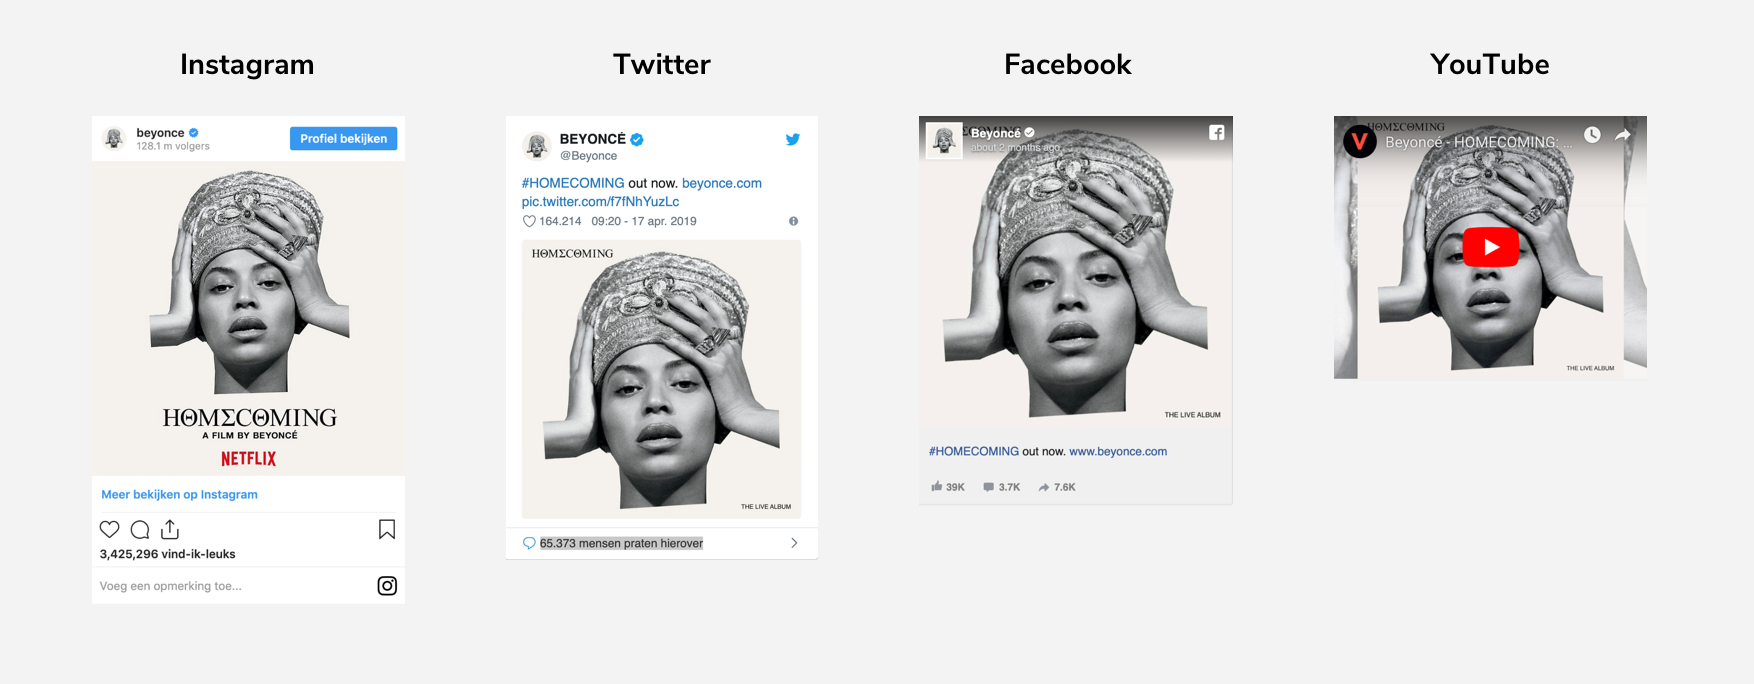 Instagram
beyonce
128.1 m volgers
Profiel bekijken
HΘMΣCΘMING
A FILM BY BEYONCÉ
NETFLIX
Meer bekijken op Instagram
3,425,296 vind-ik-leuks
Voeg een opmerking toe...
Twitter
BEYONCÉ
@Beyonce
#HOMECOMING out now. beyonce.com
pic.twitter.com/f7fNhYuzLc
164.214 09:20 - 17 apr. 2019
HΘMΣCΘMING
THE LIVE ALBUM
65.373 mensen praten hierover
Facebook
HΘMΣCΘMING
Beyoncé
about 2 months ago
THE LIVE ALBUM
#HOMECOMING out now. www.beyonce.com
39K 3.7K 7.6K
YouTube
HΘMΣCΘMING
V
Beyoncé - HOMECOMING: ...
THE LIVE ALBUM